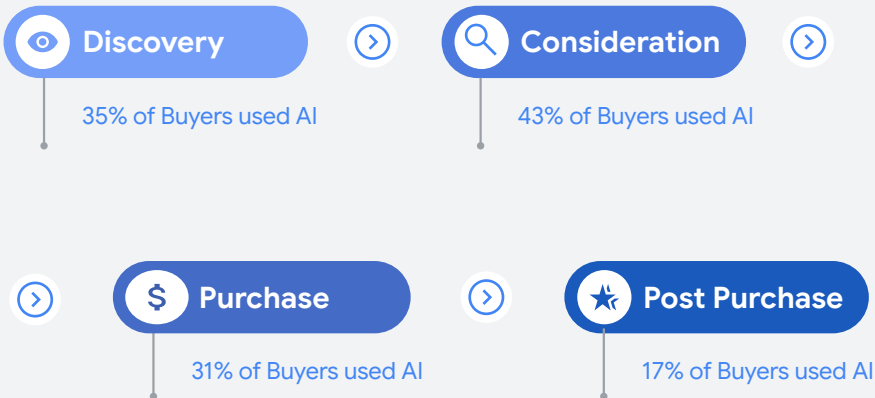 Discovery
Consideration
35% of Buyers used AI
43% of Buyers used AI
$ Purchase
Post Purchase
31% of Buyers used AI
17% of Buyers used AI